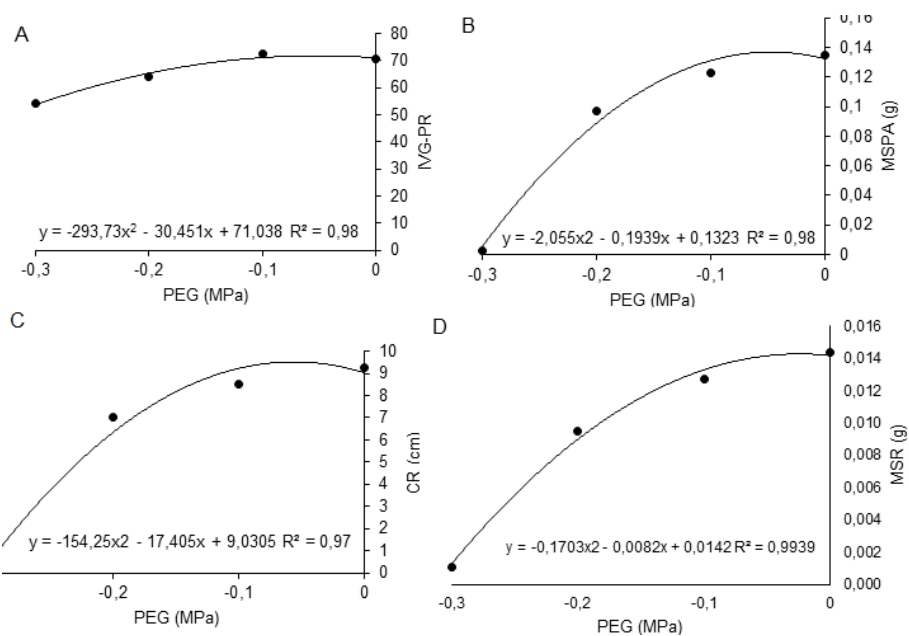 A
80
70
60
50
40
30
20
10
0
IVG-PR
y = -293,73x² - 30,451x + 71,038 R² = 0,98
-0,3 -0,2 -0,1 0
PEG (MPa)
B
0,16
0,14
0,12
0,1
0,08
0,06
0,04
0,02
0
MSPA (g)
y = -2,055x2 - 0,1939x + 0,1323 R² = 0,98
-0,3 -0,2 -0,1 0
PEG (MPa)
C
10
9
8
7
6
5
4
3
2
1
0
CR (cm)
y = -154,25x2 - 17,405x + 9,0305 R² = 0,97
-0,2 -0,1 0
PEG (MPa)
D
0,016
0,014
0,012
0,010
0,008
0,006
0,004
0,002
0,000
MSR (g)
y = -0,1703x2 - 0,0082x + 0,0142 R² = 0,9939
-0,3 -0,2 -0,1 0
PEG (MPa)